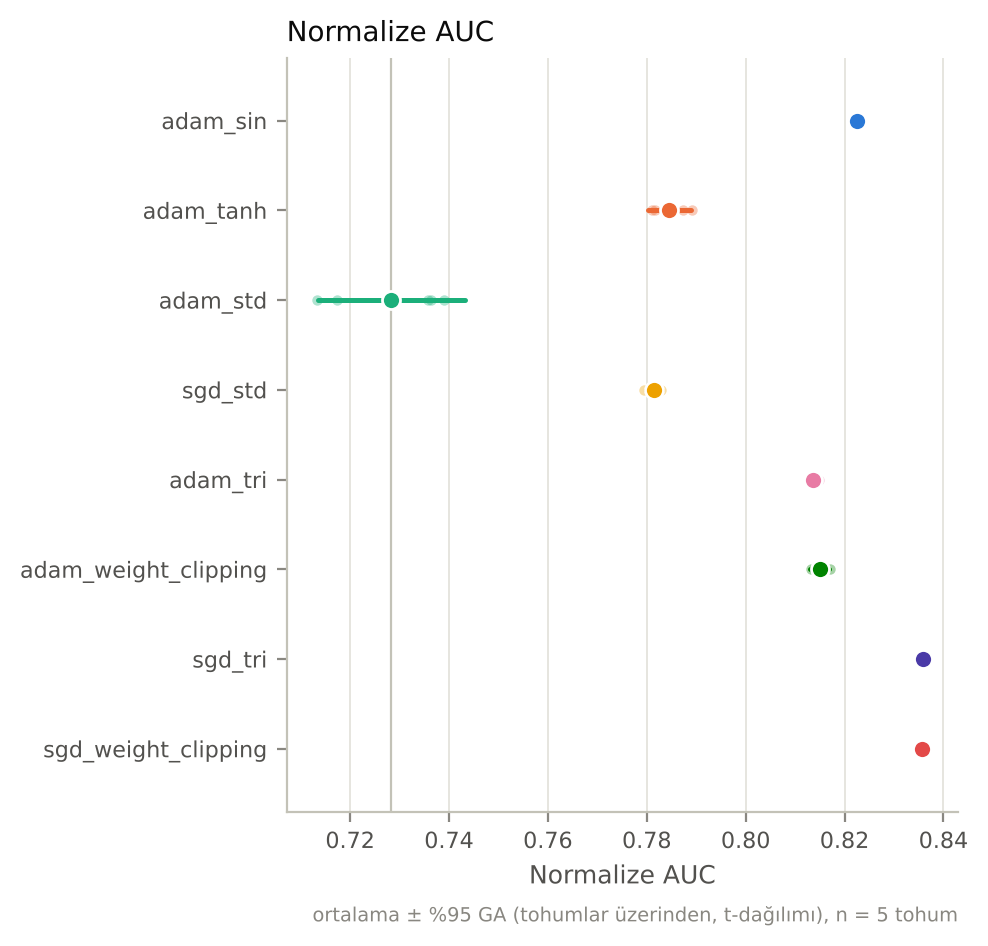 Normalize AUC
adam_sin
adam_tanh
adam_std
sgd_std
adam_tri
adam_weight_clipping
sgd_tri
sgd_weight_clipping
0.72 0.74 0.76 0.78 0.80 0.82 0.84
Normalize AUC
ortalama ± %95 GA (tohumlar üzerinden, t-dağılımı), n = 5 tohum